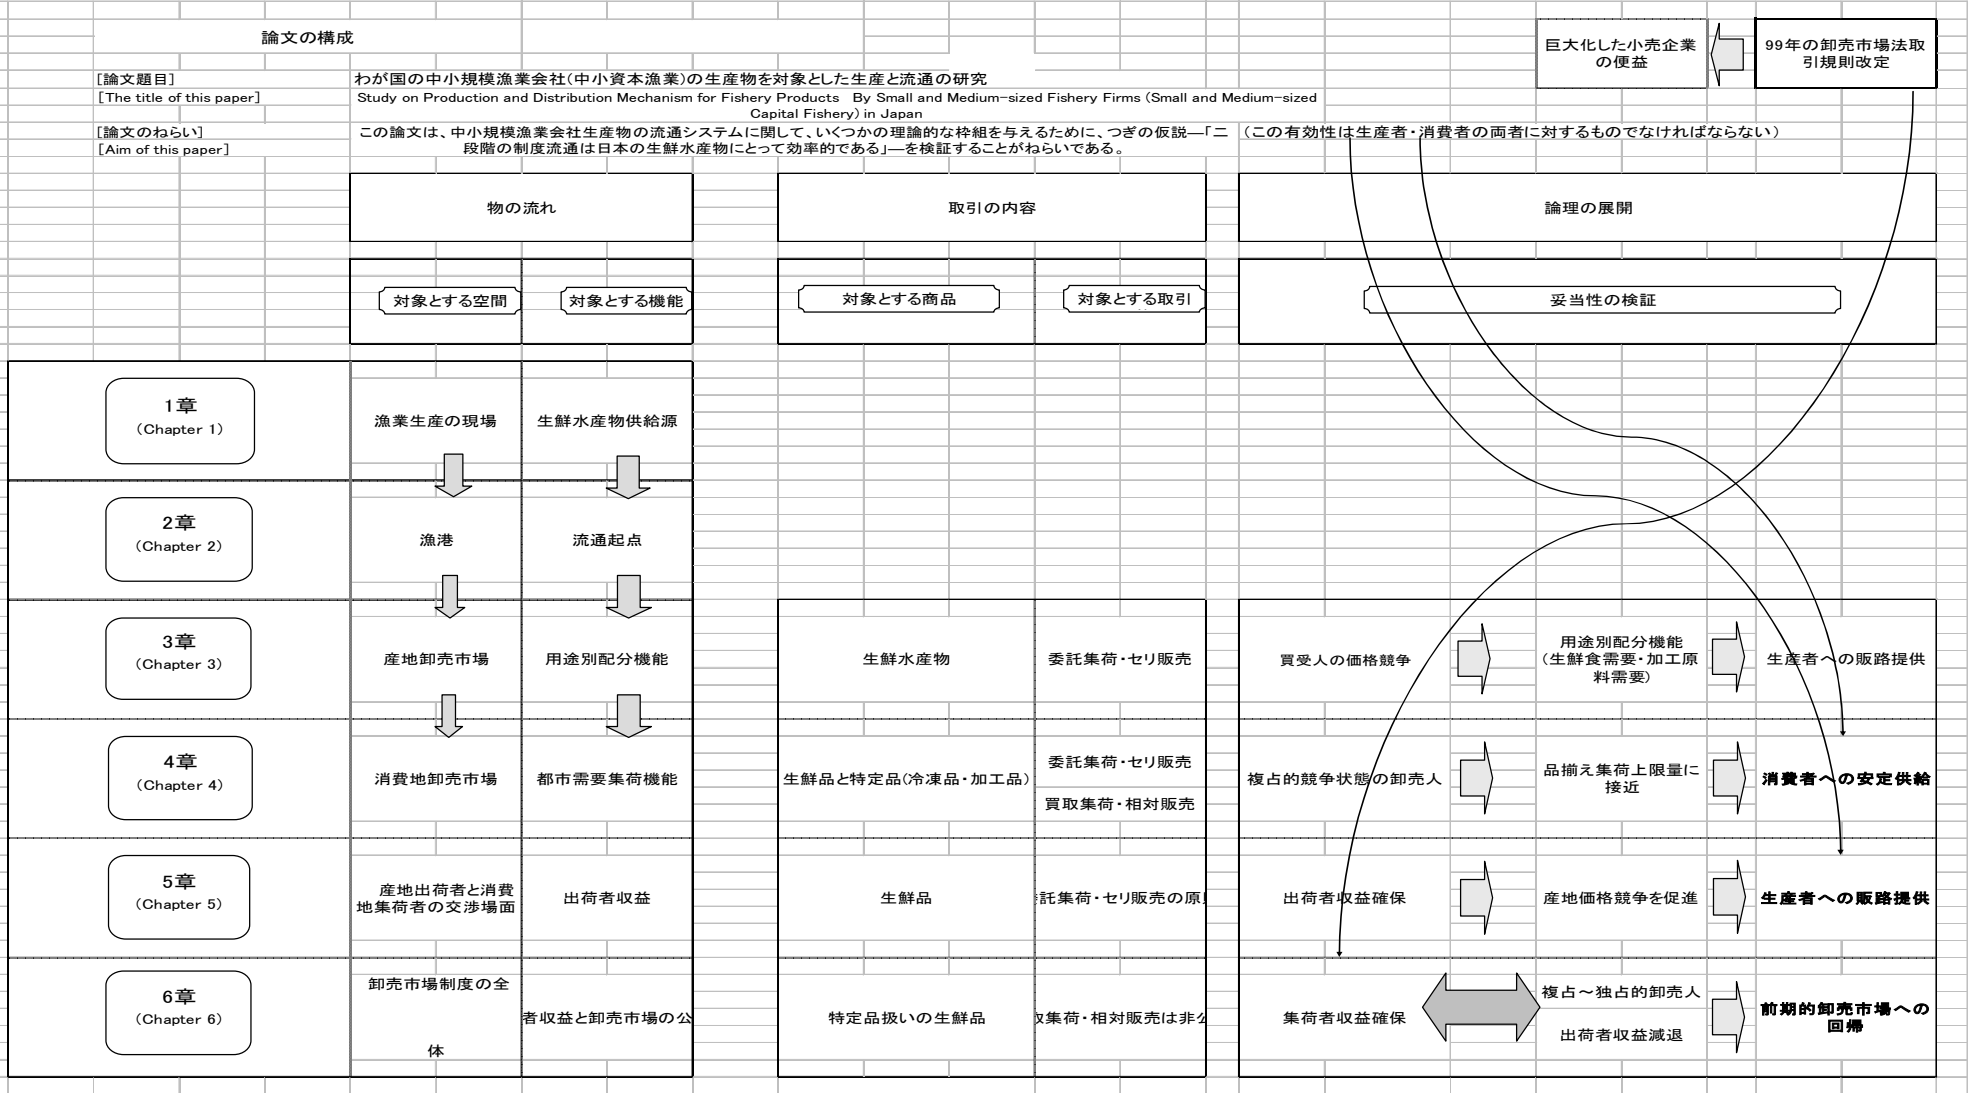 論文の構成
巨大化した小売企業
の便益
99年の卸売市場法取
引規則改定
[論文題目]
わが国の中小規模漁業会社(中小資本漁業)の生産物を対象とした生産と流通の研究
[The title of this paper]
Study on Production and Distribution Mechanism for Fishery Products By Small and Medium-sized Fishery Firms (Small and Medium-sized
Capital Fishery) in Japan
[論文のねらい]
この論文は、中小規模漁業会社生産物の流通システムに関して、いくつかの理論的な枠組を与えるために、つぎの仮説―「二
(この有効性は生産者・消費者の両者に対するものでなければならない)
[Aim of this paper]
段階の制度流通は日本の生鮮水産物にとって効率的である」―を検証することがねらいである。
物の流れ
取引の内容
論理の展開
対象とする空間
対象とする機能
対象とする商品
対象とする取引
妥当性の検証
1章
(Chapter 1)
漁業生産の現場
生鮮水産物供給源
2章
(Chapter 2)
漁港
流通起点
3章
(Chapter 3)
産地卸売市場
用途別配分機能
生鮮水産物
委託集荷・セリ販売
買受人の価格競争
用途別配分機能
(生鮮食需要・加工原
料需要)
生産者への販路提供
4章
(Chapter 4)
消費地卸売市場
都市需要集荷機能
生鮮品と特定品(冷凍品・加工品)
委託集荷・セリ販売
買取集荷・相対販売
複占的競争状態の卸売人
品揃え集荷上限量に
接近
消費者への安定供給
5章
(Chapter 5)
産地出荷者と消費
地集荷者の交渉場面
出荷者収益
生鮮品
託集荷・セリ販売の原
出荷者収益確保
産地価格競争を促進
生産者への販路提供
6章
(Chapter 6)
卸売市場制度の全
体
者収益と卸売市場の公
特定品扱いの生鮮品
集荷・相対販売は非
集荷者収益確保
複占～独占的卸売人
出荷者収益減退
前期的卸売市場への
回帰